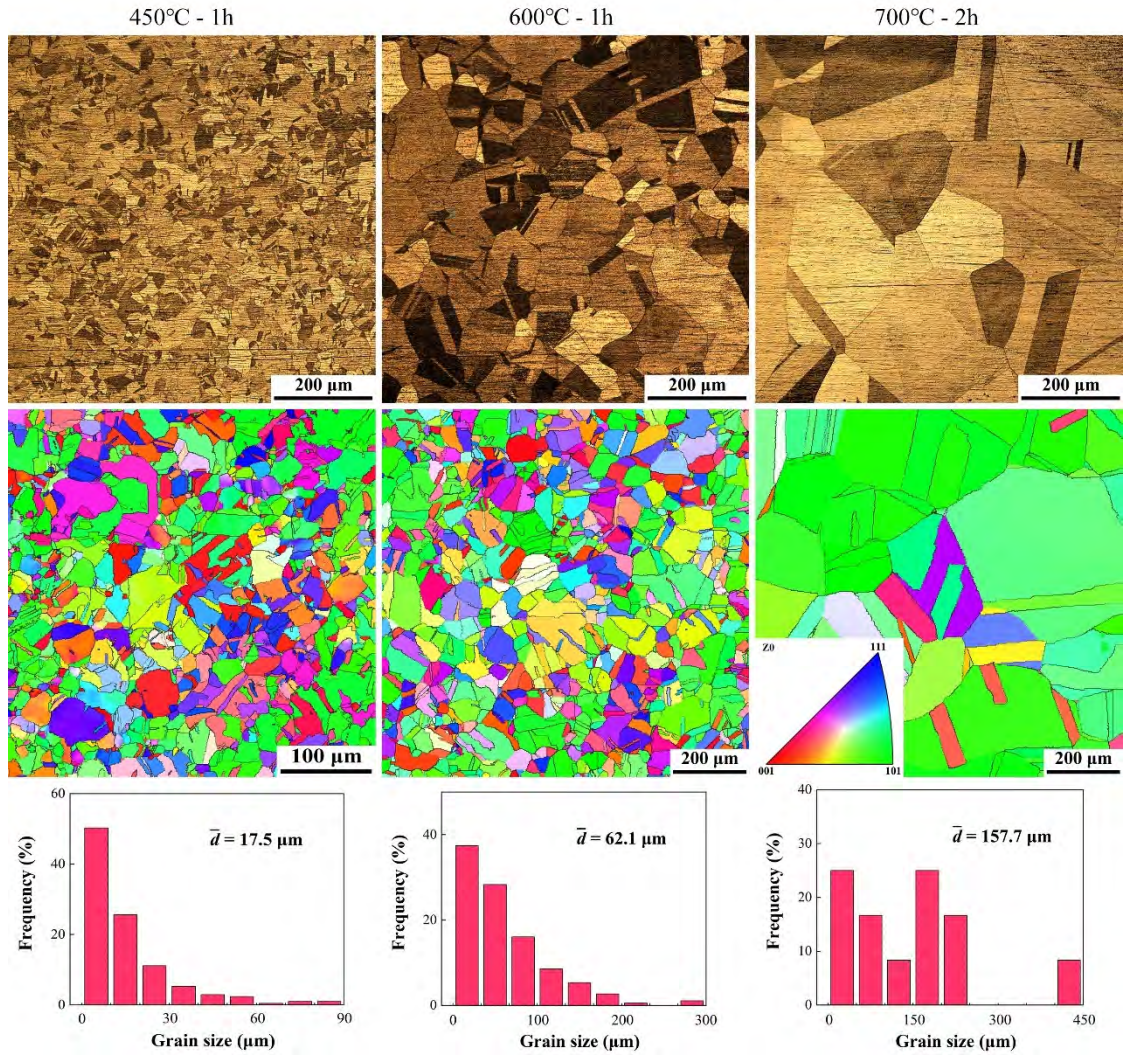 450℃ - 1h
600℃ - 1h
700℃ - 2h
200 μm
200 μm
200 μm
Z0
111
001
101
100 μm
200 μm
200 μm
60
40
20
0
d̅ = 17.5 μm
Frequency (%)
0 30 60 90
Grain size (μm)
40
20
0
d̅ = 62.1 μm
Frequency (%)
0 100 200 300
Grain size (μm)
40
30
20
10
0
d̅ = 157.7 μm
Frequency (%)
0 150 300 450
Grain size (μm)